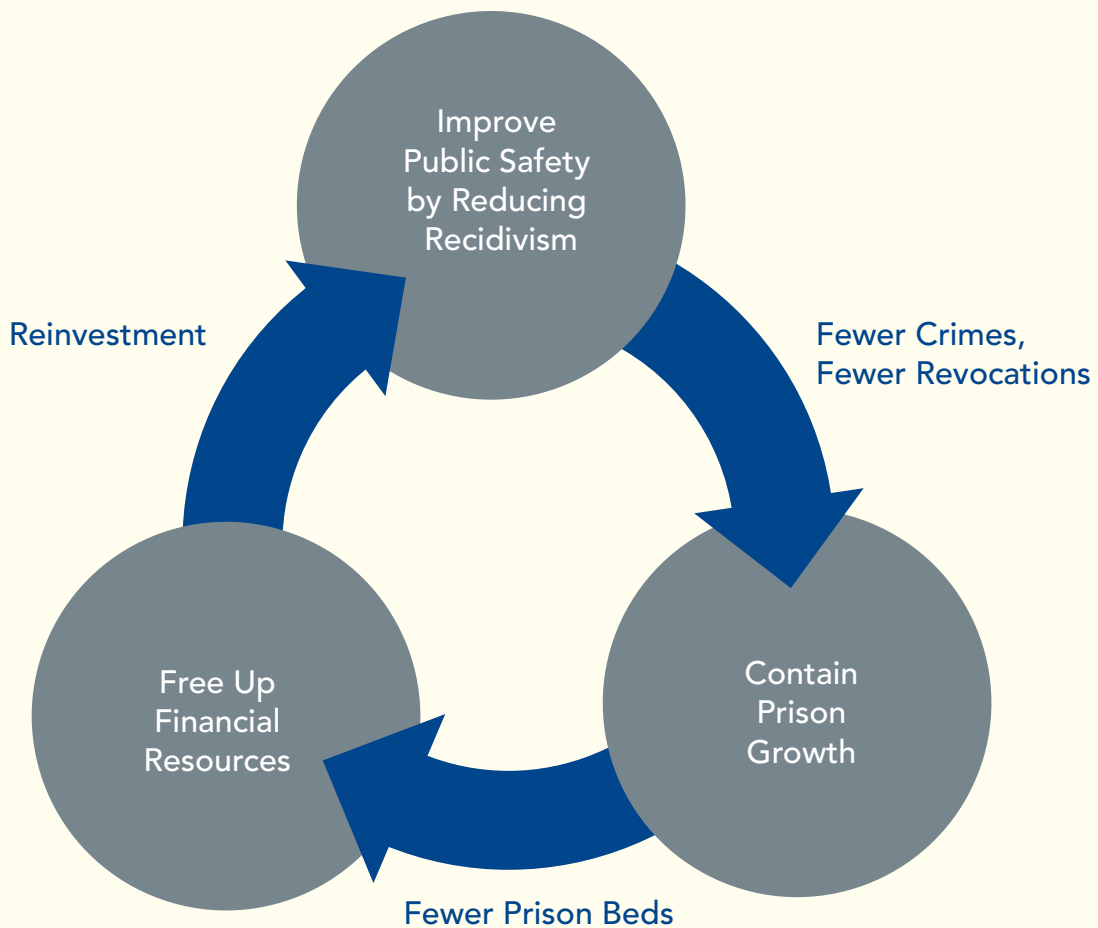 Improve
Public Safety
by Reducing
Recidivism
Reinvestment
Fewer Crimes,
Fewer Revocations
Free Up
Financial
Resources
Contain
Prison
Growth
Fewer Prison Beds